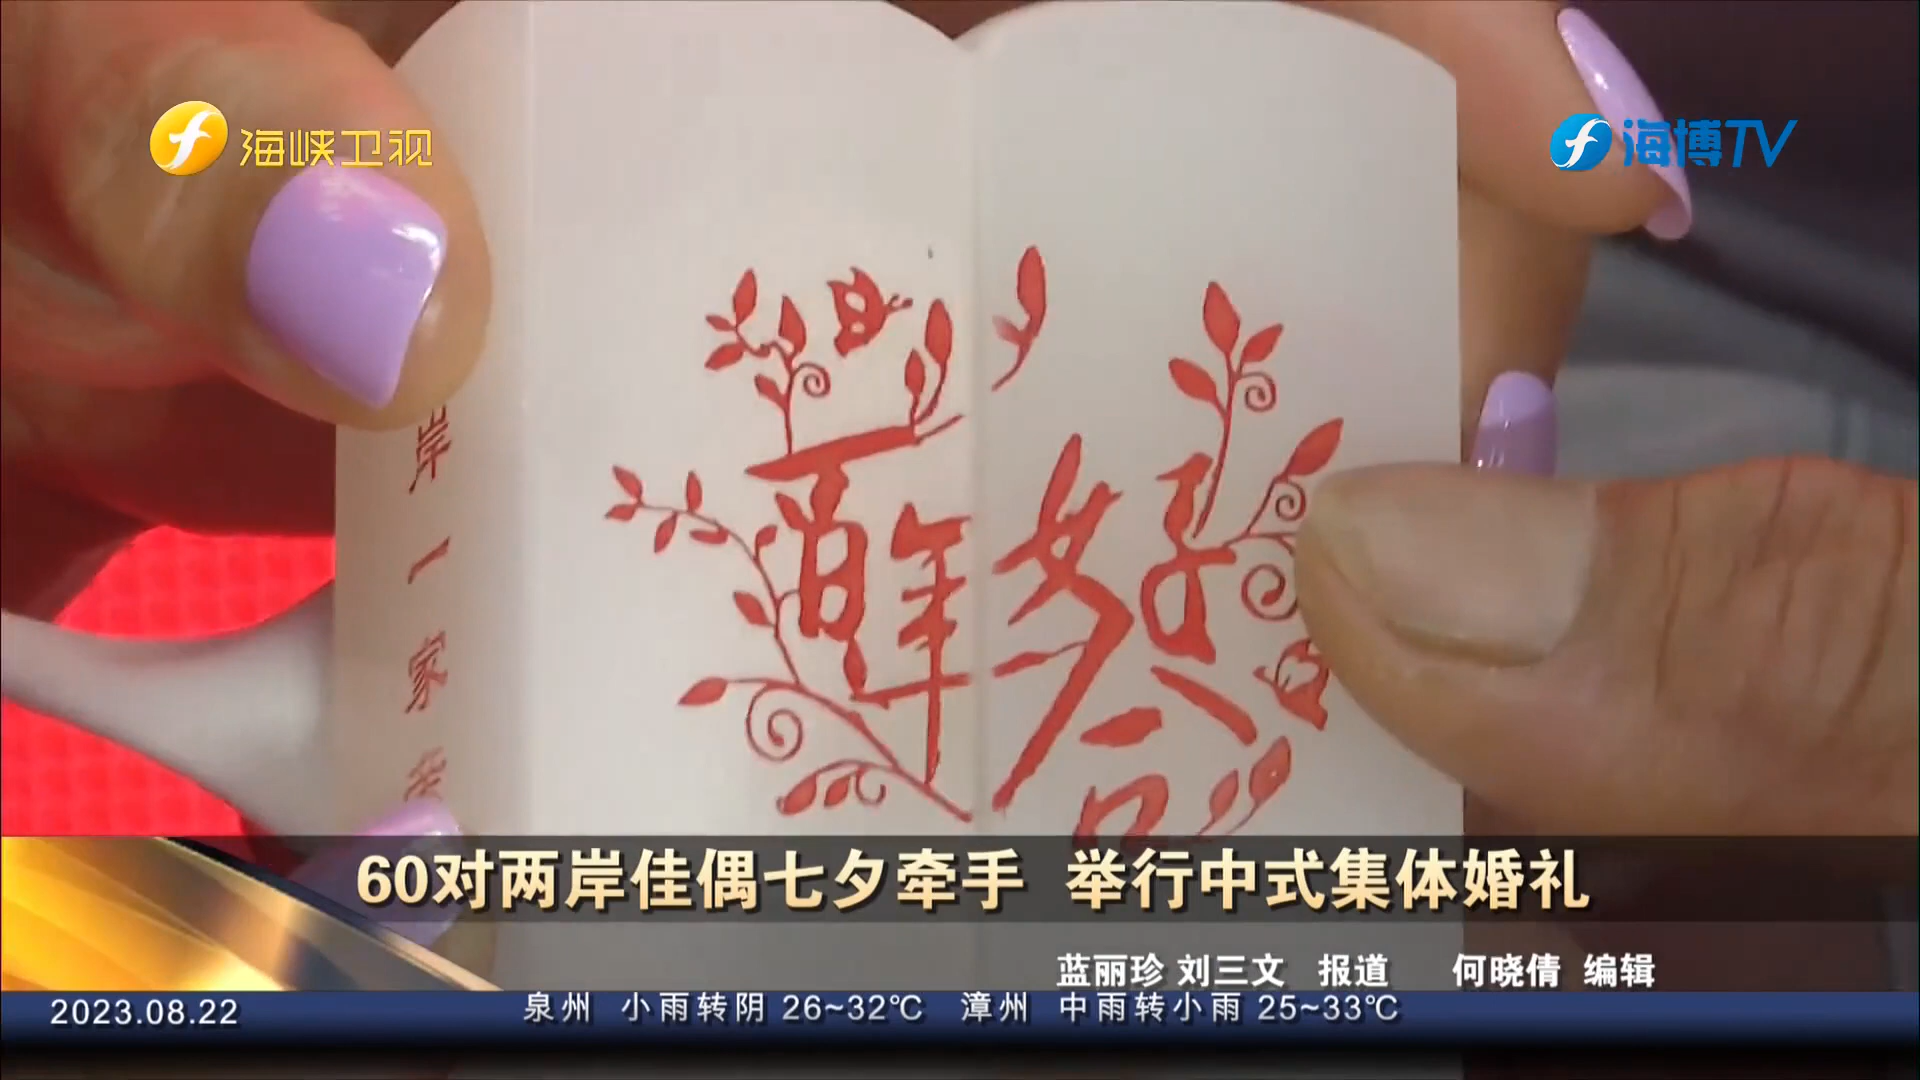 海峡卫视
海博TV
岸一家
百年好合
60对两岸佳偶七夕牵手 举行中式集体婚礼
蓝丽珍 刘三文 报道 何晓倩 编辑
2023.08.22
泉州 小雨转阴 26~32℃ 漳州 中雨转小雨 25~33℃